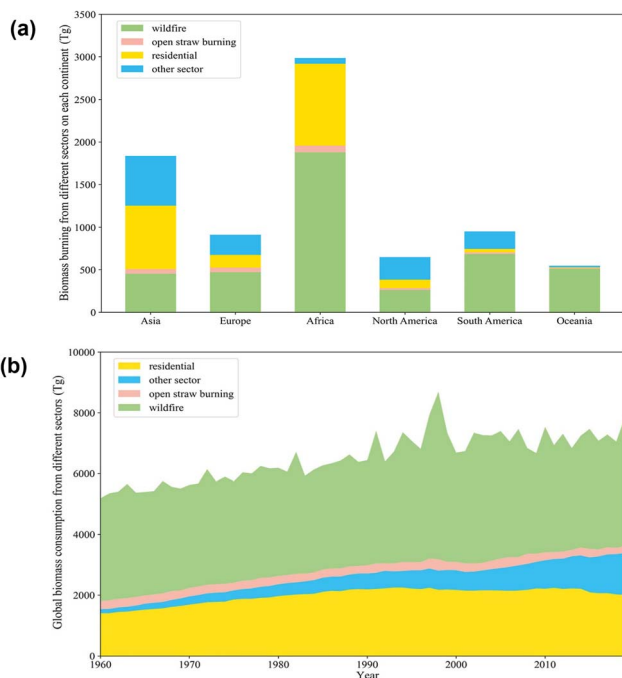 (a)
Biomass burning from different sectors on each continent (Tg)
3500
3000
2500
2000
1500
1000
500
0
wildfire
open straw burning
residential
other sector
Asia Europe Africa North America South America Oceania
(b)
Global biomass consumption from different sectors (Tg)
10000
8000
6000
4000
2000
0
residential
other sector
open straw burning
wildfire
1960 1970 1980 1990 2000 2010
Year